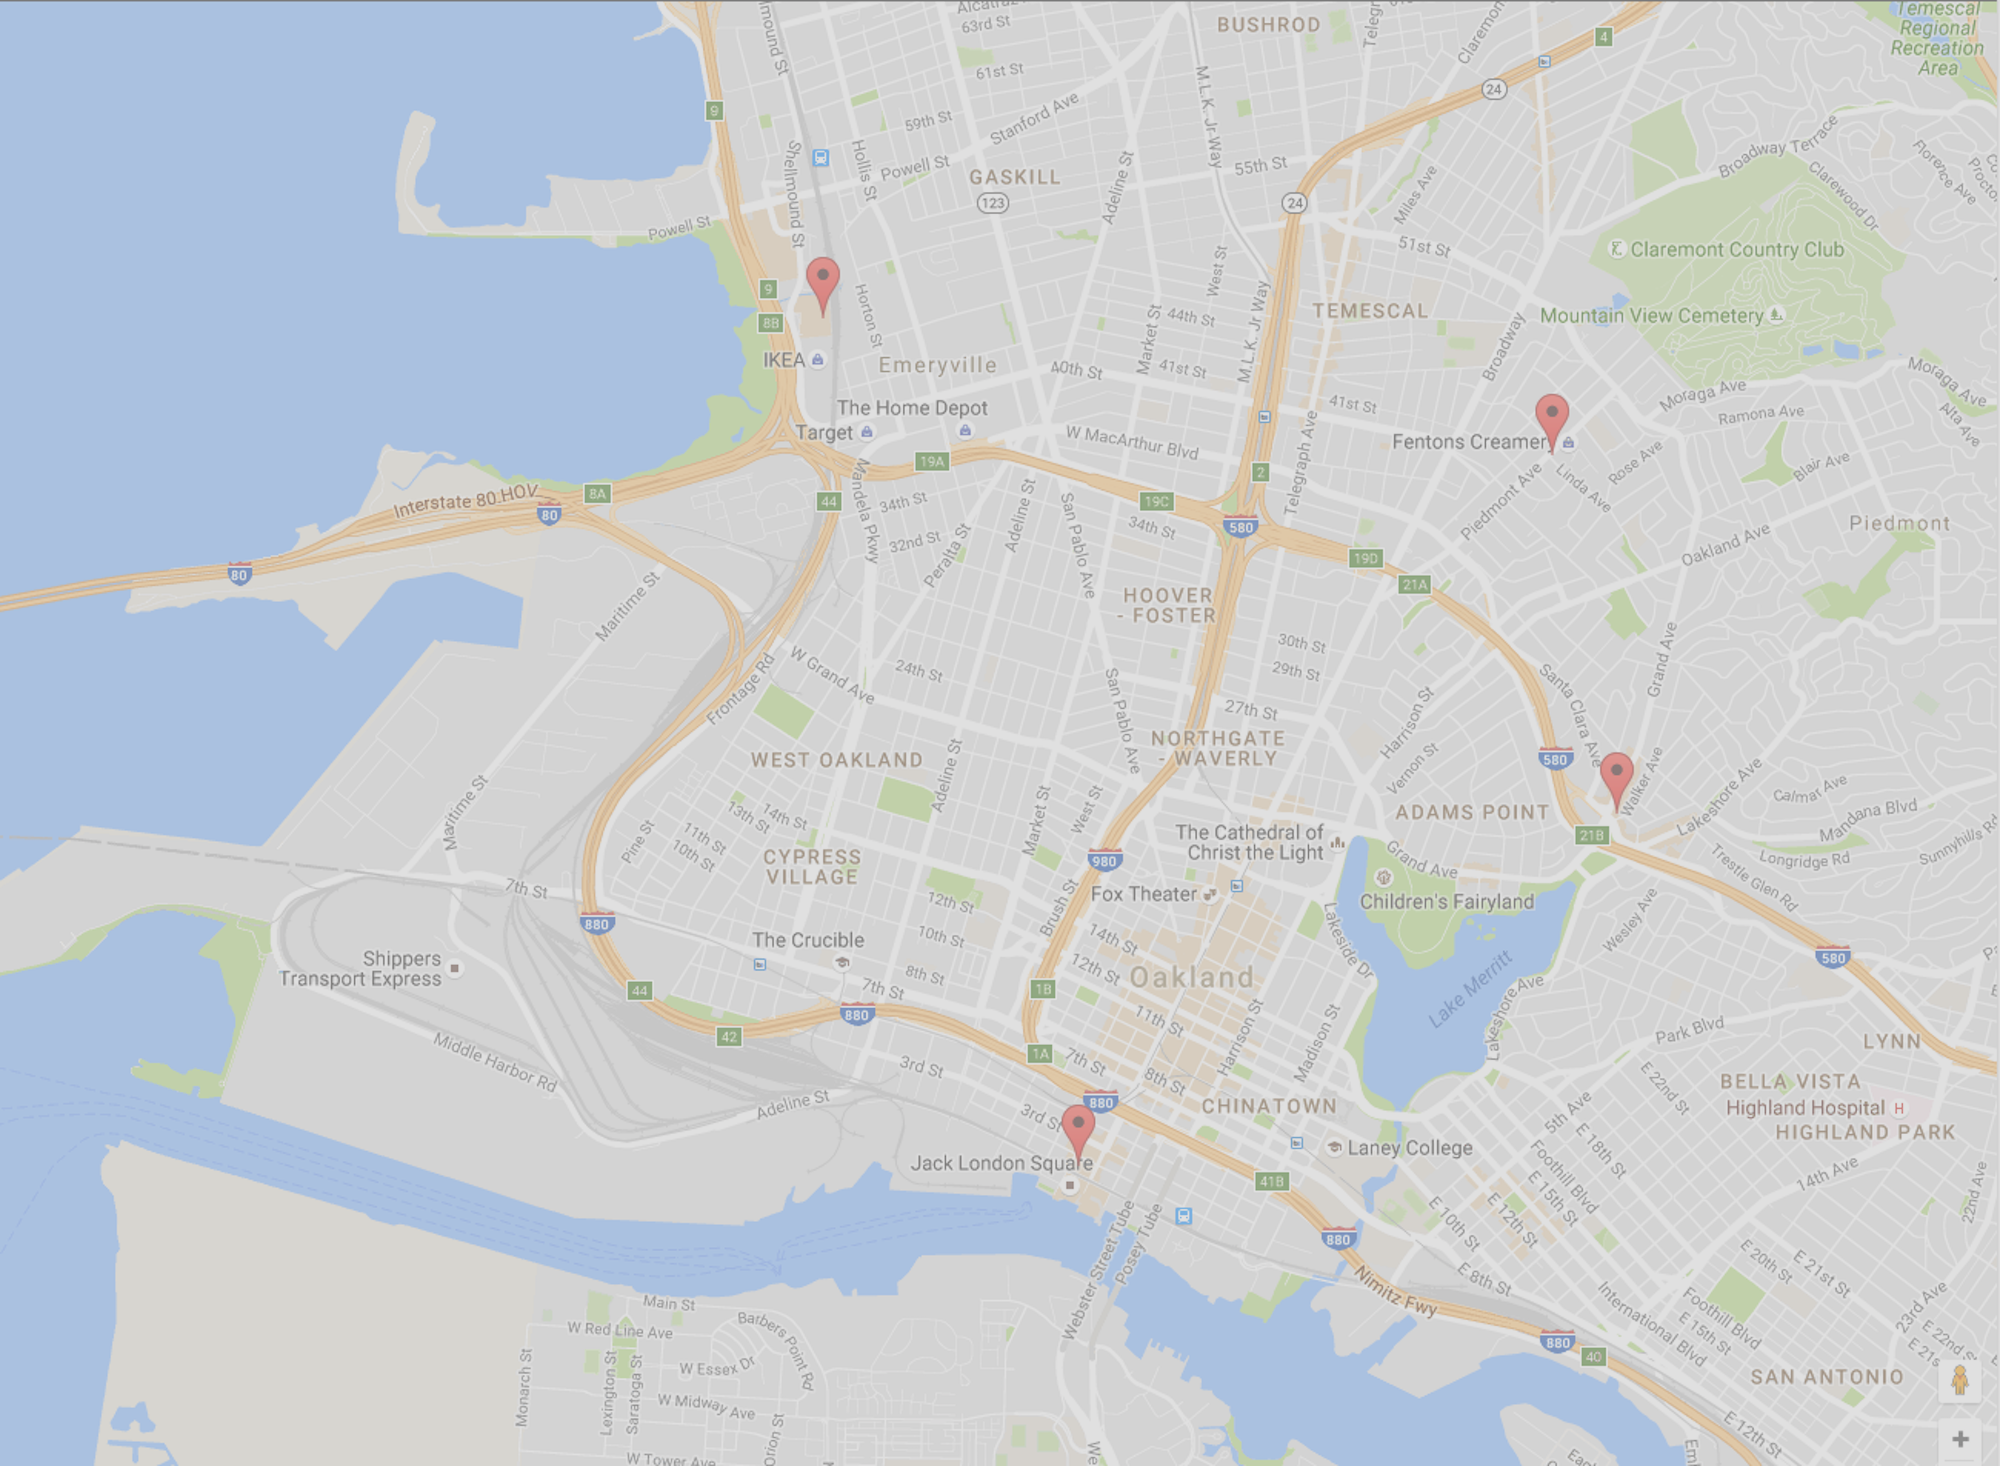 Alcatraz
63rd St
BUSHROD
Telegr
Claremon
4
Temescal
Regional
Recreation
Area
61st St
24
9
59th St
Stanford Ave
M.L.K. Jr Way
Shellmound St
Hollis St
Powell St
GASKILL
123
Adeline St
55th St
Miles Ave
Broadway Terrace
Florence Ave
Clarewood Dr
24
Powell St
51st St
Claremont Country Club
West St
9
8B
Horton St
44th St
Market St
M.L.K. Jr Way
TEMESCAL
Mountain View Cemetery
Broadway
IKEA
Emeryville
40th St
41st St
41st St
Moraga Ave
Moraga Ave
Ramona Ave
Alta Ave
The Home Depot
Target
W MacArthur Blvd
Telegraph Ave
Fentons Creamery
Linda Ave
Rose Ave
Blair Ave
19A
2
Piedmont Ave
Interstate 80 HOV
8A
80
44
Mandela Pkwy
34th St
Adeline St
San Pablo Ave
19C
34th St
580
Piedmont
Oakland Ave
32nd St
Peralta St
80
19D
21A
Maritime St
HOOVER
- FOSTER
30th St
29th St
Grand Ave
W Grand Ave
24th St
Frontage Rd
San Pablo Ave
27th St
Harrison St
Santa Clara Ave
NORTHGATE
- WAVERLY
Vernon St
580
WEST OAKLAND
Adeline St
Walker Ave
Lakeshore Ave
Calmar Ave
Mandana Blvd
Maritime St
Pine St
14th St
13th St
11th St
10th St
Market St
West St
ADAMS POINT
21B
The Cathedral of
Christ the Light
Longridge Rd
Sunnyhills Rd
Trestle Glen Rd
CYPRESS
VILLAGE
980
Grand Ave
7th St
12th St
Brush St
Fox Theater
Children's Fairyland
880
The Crucible
10th St
14th St
Lakeside Dr
Wesley Ave
580
Shippers
Transport Express
8th St
7th St
12th St
Oakland
Lake Merritt
Lakeshore Ave
44
1B
880
42
11th St
Harrison St
Madison St
Park Blvd
LYNN
Middle Harbor Rd
3rd St
1A
7th St
8th St
E 22nd St
BELLA VISTA
Highland Hospital
H
HIGHLAND PARK
Adeline St
3rd St
880
CHINATOWN
5th Ave
E 18th St
Jack London Square
Laney College
Foothill Blvd
E 15th St
14th Ave
22nd Ave
41B
E 12th St
E 10th St
Webster Street Tube
Posey Tube
880
E 20th St
E 21st St
E 8th St
Nimitz Fwy
International Blvd
Foothill Blvd
E 15th St
23rd Ave
E 22nd St
E 21s
Main St
W Red Line Ave
Barbers Point Rd
880
40
W Essex Dr
Monarch St
Lexington St
Saratoga St
W Midway Ave
SAN ANTONIO
Orion St
W Tower Ave
We
E 12th St
Emb
Eagl
+